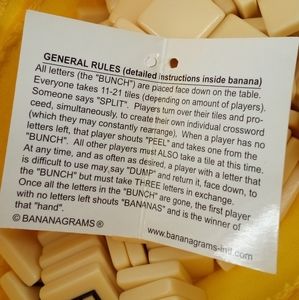 GENERAL RULES (detailed instructions inside banana)
All letters (the "BUNCH") are placed face down on the table.
Everyone takes 11-21 tiles (depending on amount of players).
Someone says "SPLIT". Players turn over their tiles and pro-
ceed, simultaneously, to create their own individual crossword
(which they may constantly rearrange). When a player has no
letters left, that player shouts "PEEL" and takes one from the
"BUNCH". All other players must ALSO take a tile at this time.
At any time, and as often as desired, a player with a letter that
is difficult to use may say "DUMP" and return it, face down, to
the "BUNCH" but must take THREE letters in exchange.
Once all the letters in the "BUNCH" are gone, the first player
with no letters left shouts "BANANAS" and is the winner of
that "hand".
© BANANAGRAMS ®
www.bananagrams-intl.com